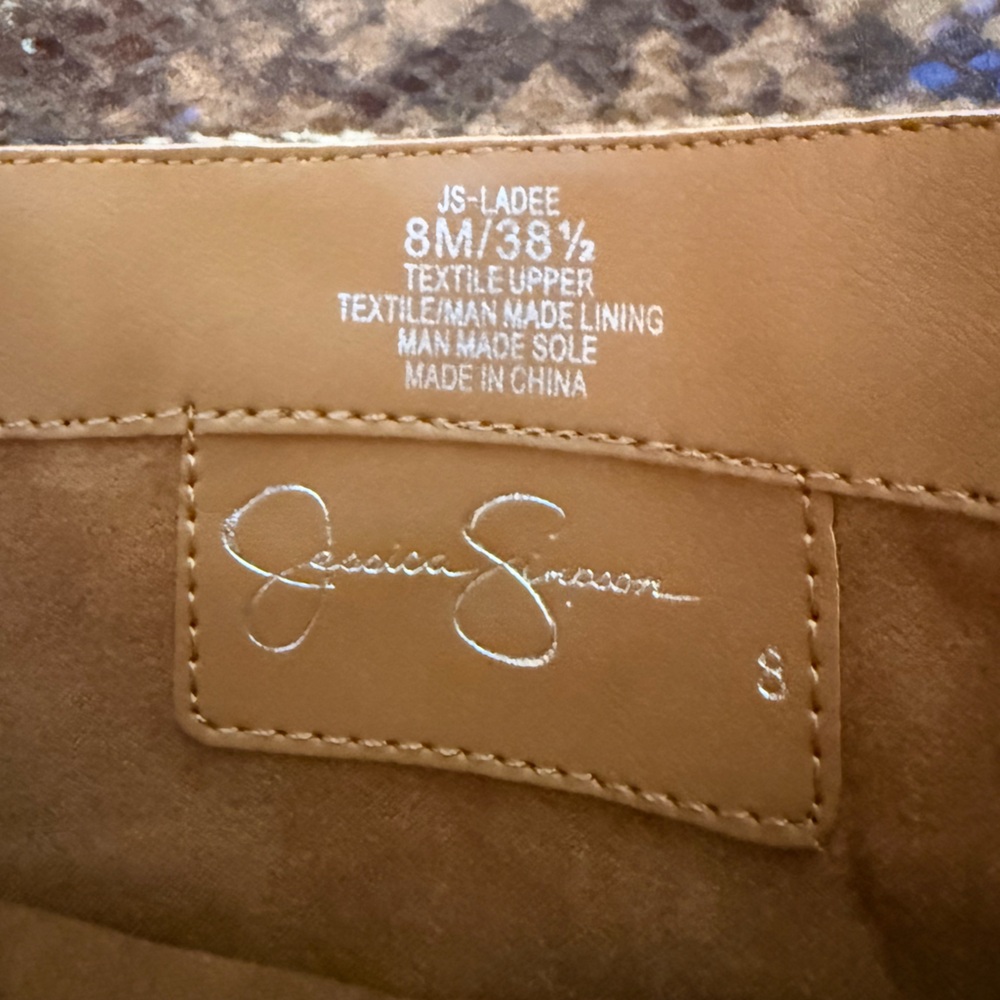 JS-LADEE
8M/38½
TEXTILE UPPER
TEXTILE/MAN MADE LINING
MAN MADE SOLE
MADE IN CHINA
Jessica Simpson
8